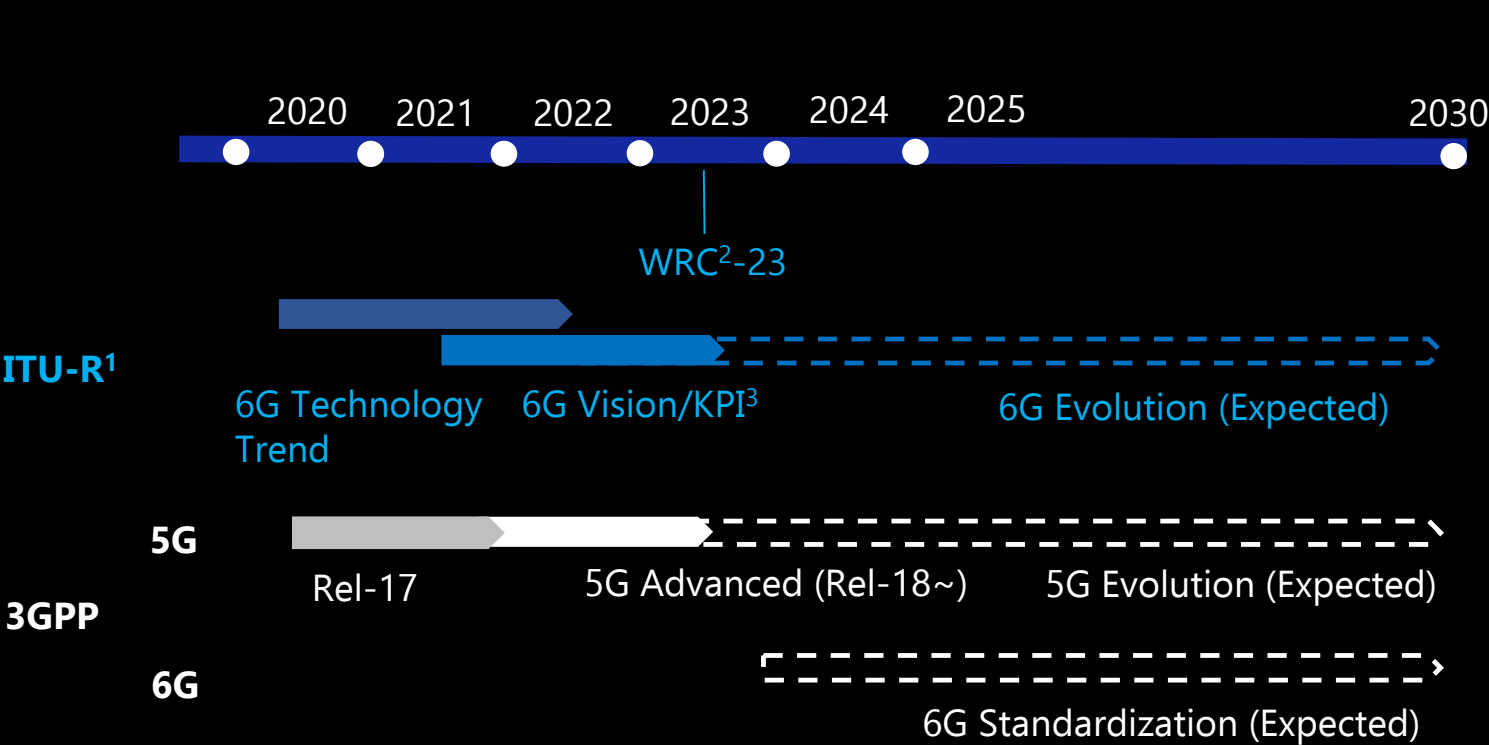 2020 2021 2022 2023 2024 2025 2030
WRC²-23
ITU-R¹
6G Technology
Trend
6G Vision/KPI³
6G Evolution (Expected)
5G
Rel-17
5G Advanced (Rel-18~)
5G Evolution (Expected)
3GPP
6G
6G Standardization (Expected)